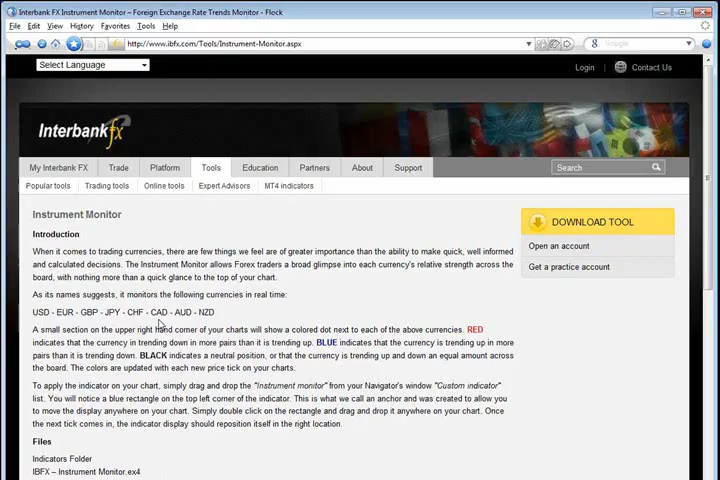 Interbank FX Instrument Monitor – Foreign Exchange Rate Trends Monitor - Flock
File Edit View History Favorites Tools Help
http://www.ibfx.com/Tools/Instrument-Monitor.aspx
Google
Select Language
Login | Contact Us
Interbank fx
My Interbank FX Trade Platform Tools Education Partners About Support Search
Popular tools Trading tools Online tools Expert Advisors MT4 indicators
Instrument Monitor
DOWNLOAD TOOL
Open an account
Get a practice account
Introduction
When it comes to trading currencies, there are few things we feel are of greater importance than the ability to make quick, well informed
and calculated decisions. The Instrument Monitor allows Forex traders a broad glimpse into each currency's relative strength across the
board, with nothing more than a quick glance to the top of your chart.
As its names suggests, it monitors the following currencies in real time:
USD - EUR - GBP - JPY - CHF - CAD - AUD - NZD
A small section on the upper right hand corner of your charts will show a colored dot next to each of the above currencies. RED
indicates that the currency in trending down in more pairs than it is trending up. BLUE indicates that the currency is trending up in more
pairs than it is trending down. BLACK indicates a neutral position, or that the currency is trending up and down an equal amount across
the board. The colors are updated with each new price tick on your charts.
To apply the indicator on your chart, simply drag and drop the "Instrument monitor" from your Navigator's window "Custom indicator"
list. You will notice a blue rectangle on the top left corner of the indicator. This is what we call an anchor and was created to allow you
to move the display anywhere on your chart. Simply double click on the rectangle and drag and drop it anywhere on your chart. Once
the next tick comes in, the indicator display should reposition itself in the right location.
Files
Indicators Folder
IBFX – Instrument Monitor.ex4